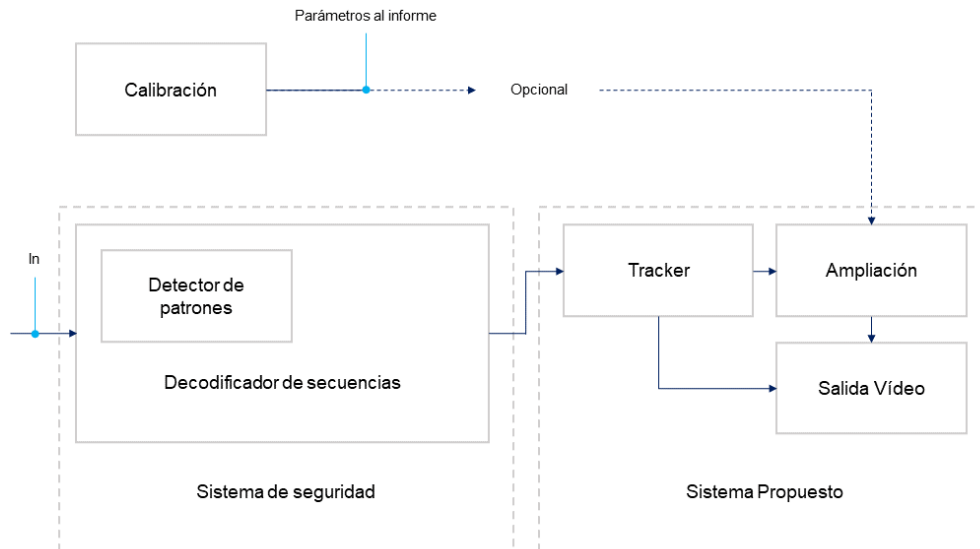 Parámetros al informe
Calibración
Opcional
In
Detector de
patrones
Decodificador de secuencias
Sistema de seguridad
Tracker
Ampliación
Salida Vídeo
Sistema Propuesto